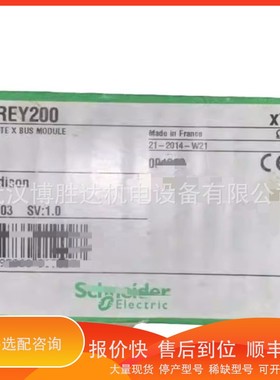 REY200
TE X BUS MODULE
Made in France
21-2014-W21
汉博胜达机电设备有限公
dison
03 SV:1.0
Schneider
Electric
选配咨询
报价快 售后到位 顺丰
大量现货 停产型号 稀缺型号 可